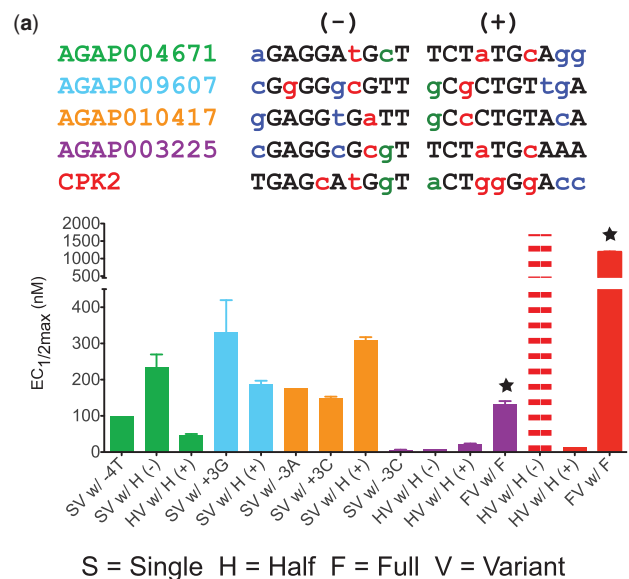 (a) (-) (+)
AGAP004671 aGAGGAtGcT TCTaTGcAgg
AGAP009607 cGgGGgcGTT gCgCTGTtgA
AGAP010417 gGAGGtGaTT gCcCTGTAcA
AGAP003225 cGAGGcGcgT TCTaTGcAAA
CPK2 TGAGcATGgT aCTggGgAcc
2000
1500
1000
500
400
300
200
100
0
EC1/2max (nM)
SV w/ -4T
SV w/ H (-)
HV w/ H (+)
SV w/ +3G
SV w/ H (+)
SV w/ -3A
SV w/ +3C
SV w/ H (+)
SV w/ -3C
HV w/ H (-)
HV w/ H (+)
FV w/ F
HV w/ H (-)
HV w/ H (+)
FV w/ F
S = Single H = Half F = Full V = Variant